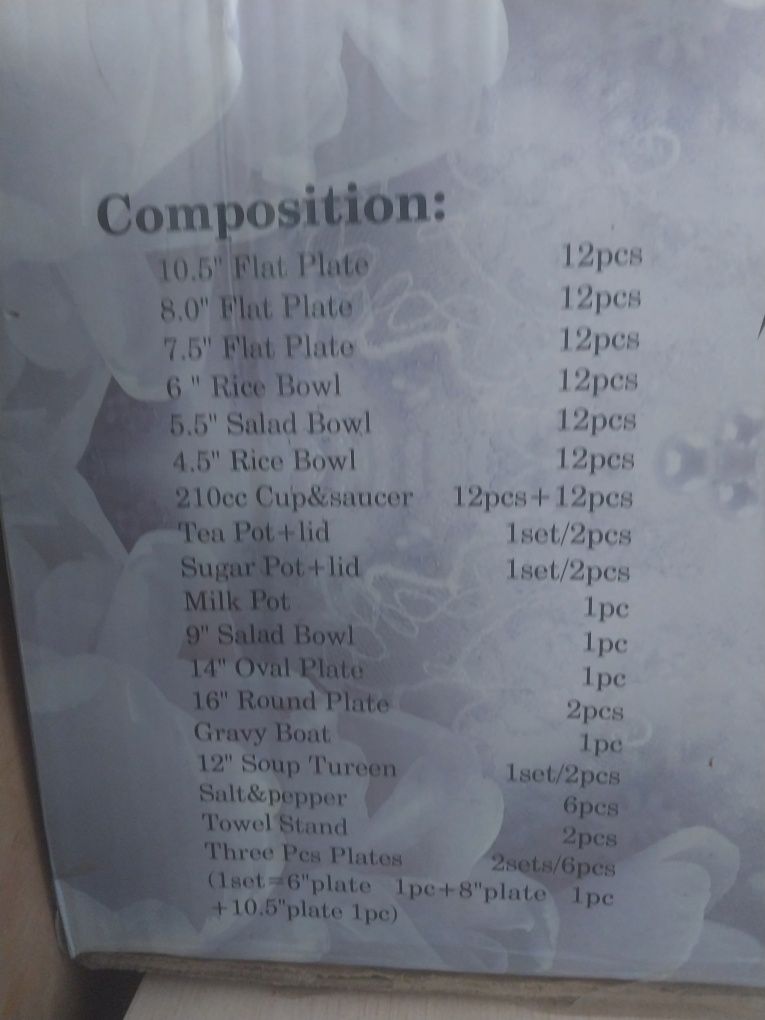 Composition:
10.5" Flat Plate 12pcs
8.0" Flat Plate 12pcs
7.5" Flat Plate 12pcs
6 " Rice Bowl 12pcs
5.5" Salad Bowl 12pcs
4.5" Rice Bowl 12pcs
210cc Cup&saucer 12pcs+12pcs
Tea Pot+lid 1set/2pcs
Sugar Pot+lid 1set/2pcs
Milk Pot 1pc
9" Salad Bowl 1pc
14" Oval Plate 1pc
16" Round Plate 2pcs
Gravy Boat 1pc
12" Soup Tureen 1set/2pcs
Salt&pepper 6pcs
Towel Stand 2pcs
Three Pcs Plates 2sets/6pcs
(1set=6"plate 1pc+8"plate 1pc
+10.5"plate 1pc)